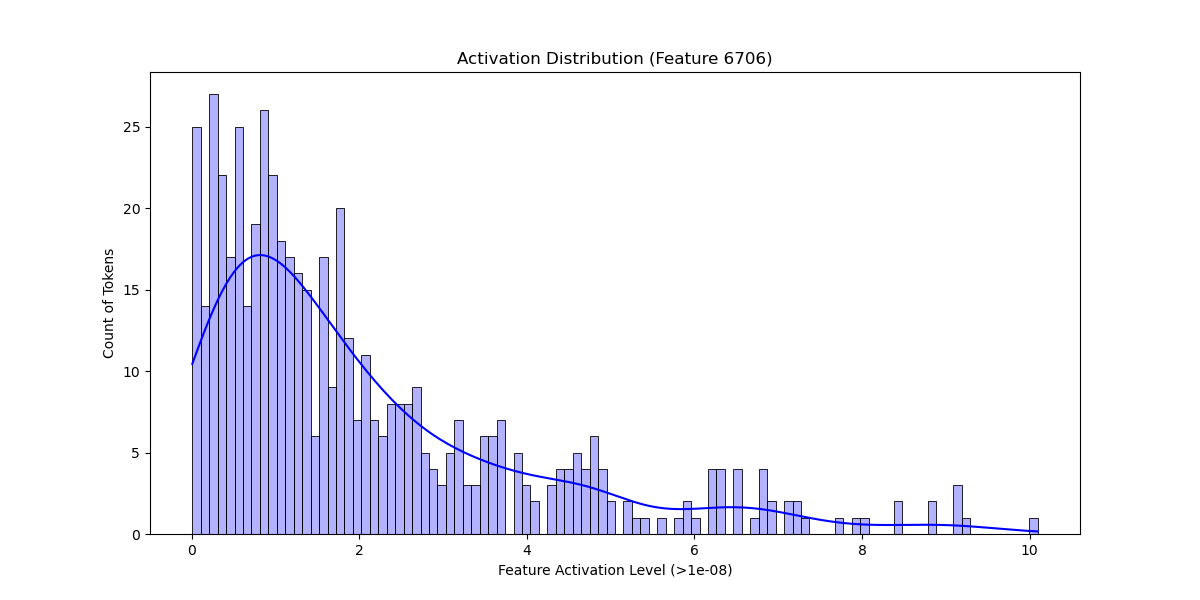 Activation Distribution (Feature 6706)
25
20
15
10
5
0
Count of Tokens
0 2 4 6 8 10
Feature Activation Level (>1e-08)